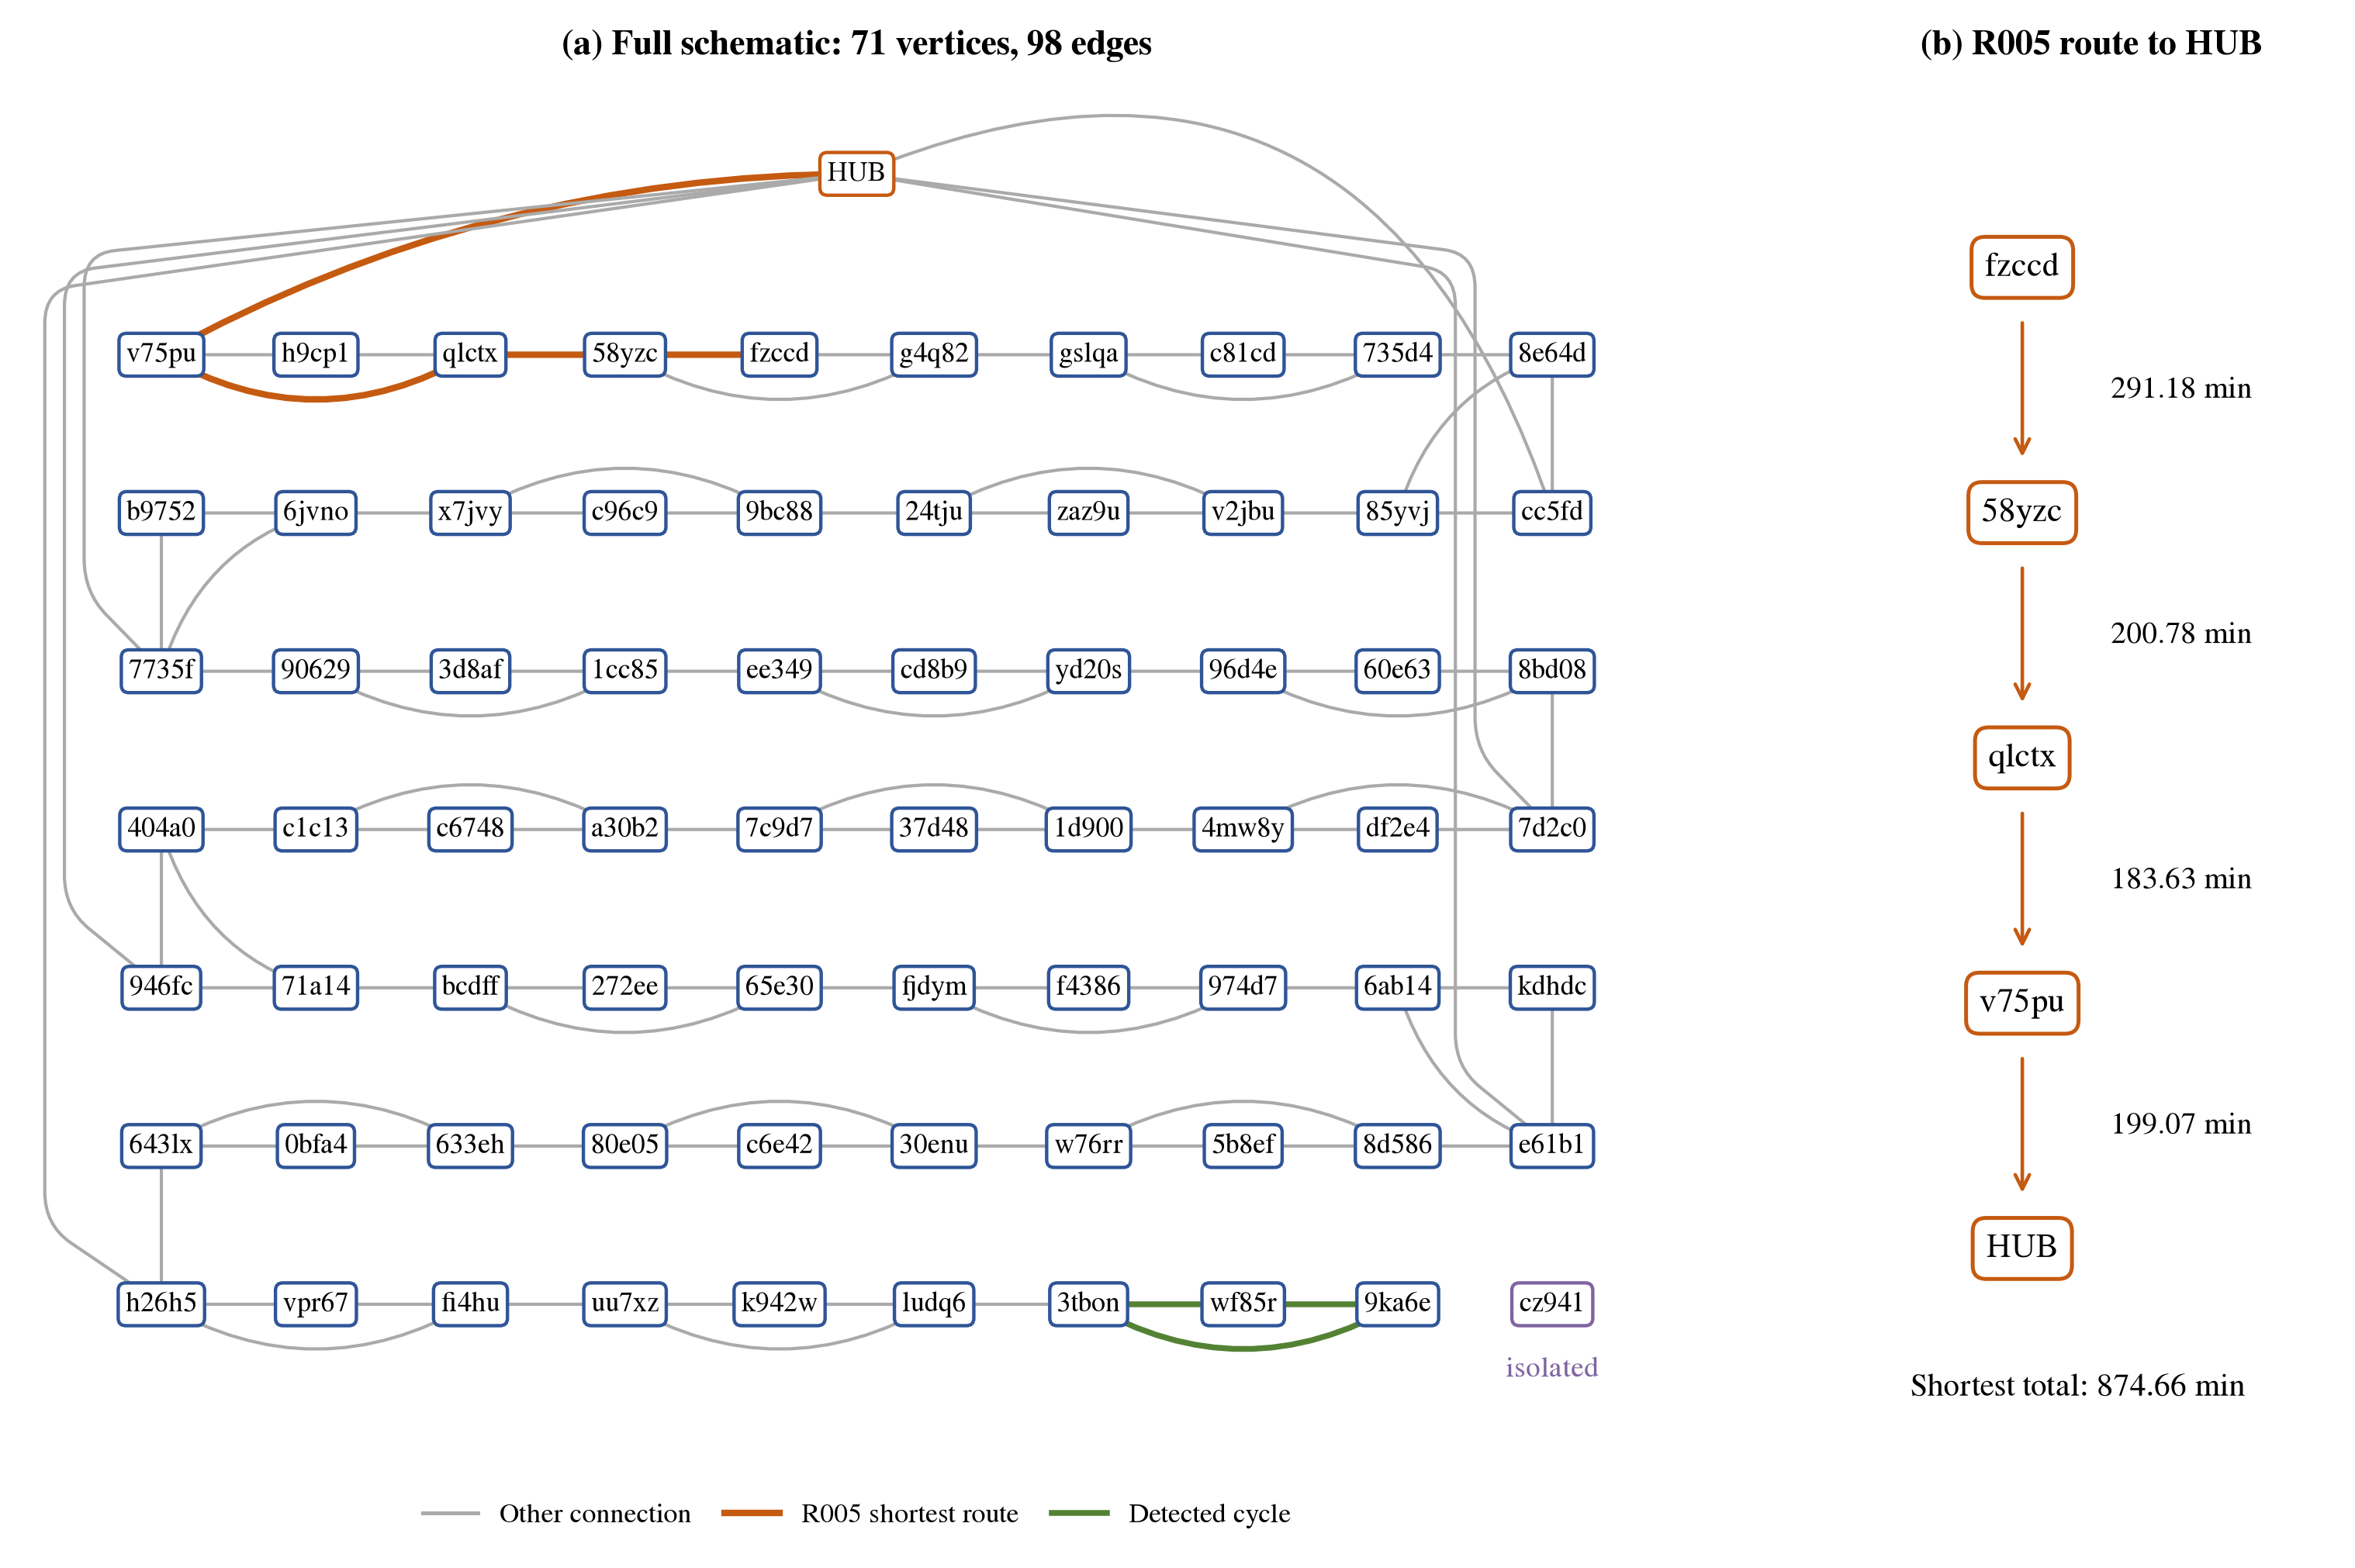 (a) Full schematic: 71 vertices, 98 edges
HUB
v75pu h9cp1 qlctx 58yzc fzccd g4q82 gslqa c81cd 735d4 8e64d
b9752 6jvno x7jvy c96c9 9bc88 24tju zaz9u v2jbu 85yvj cc5fd
7735f 90629 3d8af 1cc85 ee349 cd8b9 yd20s 96d4e 60e63 8bd08
404a0 c1c13 c6748 a30b2 7c9d7 37d48 1d900 4mw8y df2e4 7d2c0
946fc 71a14 bcdff 272ee 65e30 fjdym f4386 974d7 6ab14 kdhdc
643lx 0bfa4 633eh 80e05 c6e42 30enu w76rr 5b8ef 8d586 e61b1
h26h5 vpr67 fi4hu uu7xz k942w ludq6 3tbon wf85r 9ka6e cz941
isolated
Other connection R005 shortest route Detected cycle
(b) R005 route to HUB
fzccd
291.18 min
58yzc
200.78 min
qlctx
183.63 min
v75pu
199.07 min
HUB
Shortest total: 874.66 min